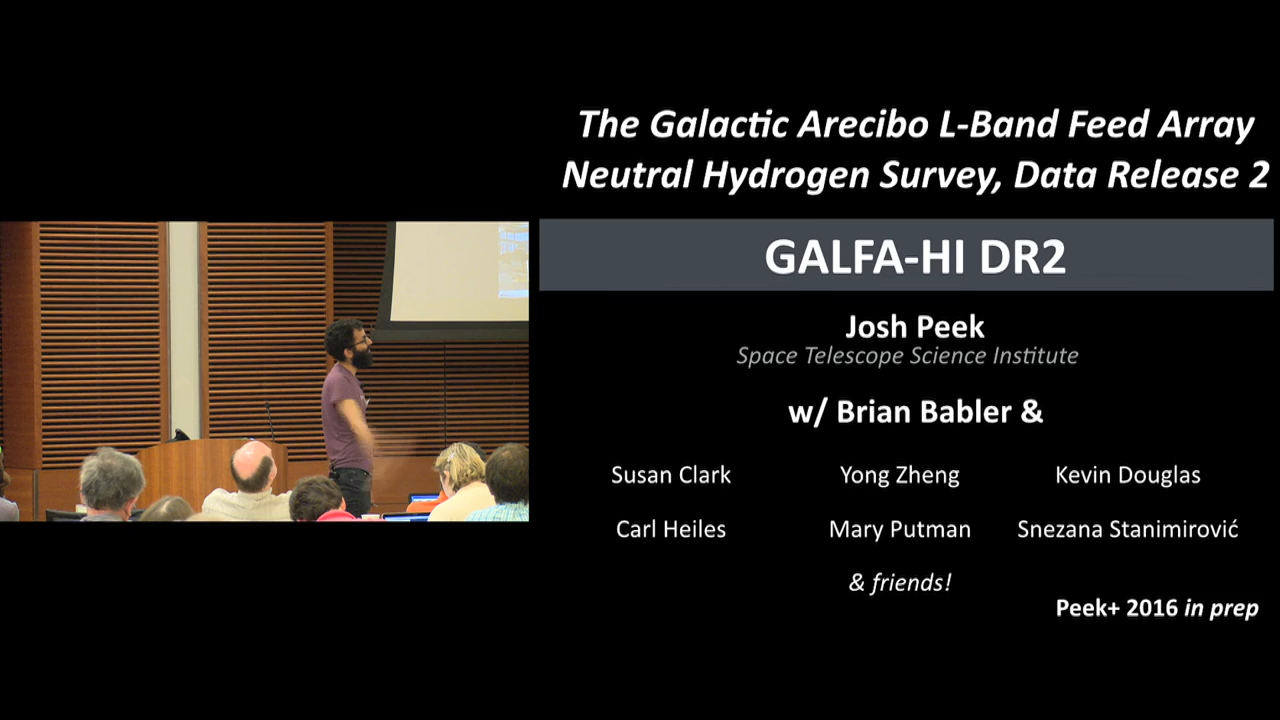 The Galactic Arecibo L-Band Feed Array
Neutral Hydrogen Survey, Data Release 2
GALFA-HI DR2
Josh Peek
Space Telescope Science Institute
w/ Brian Babler &
Susan Clark Yong Zheng Kevin Douglas
Carl Heiles Mary Putman Snezana Stanimirović
& friends!
Peek+ 2016 in prep